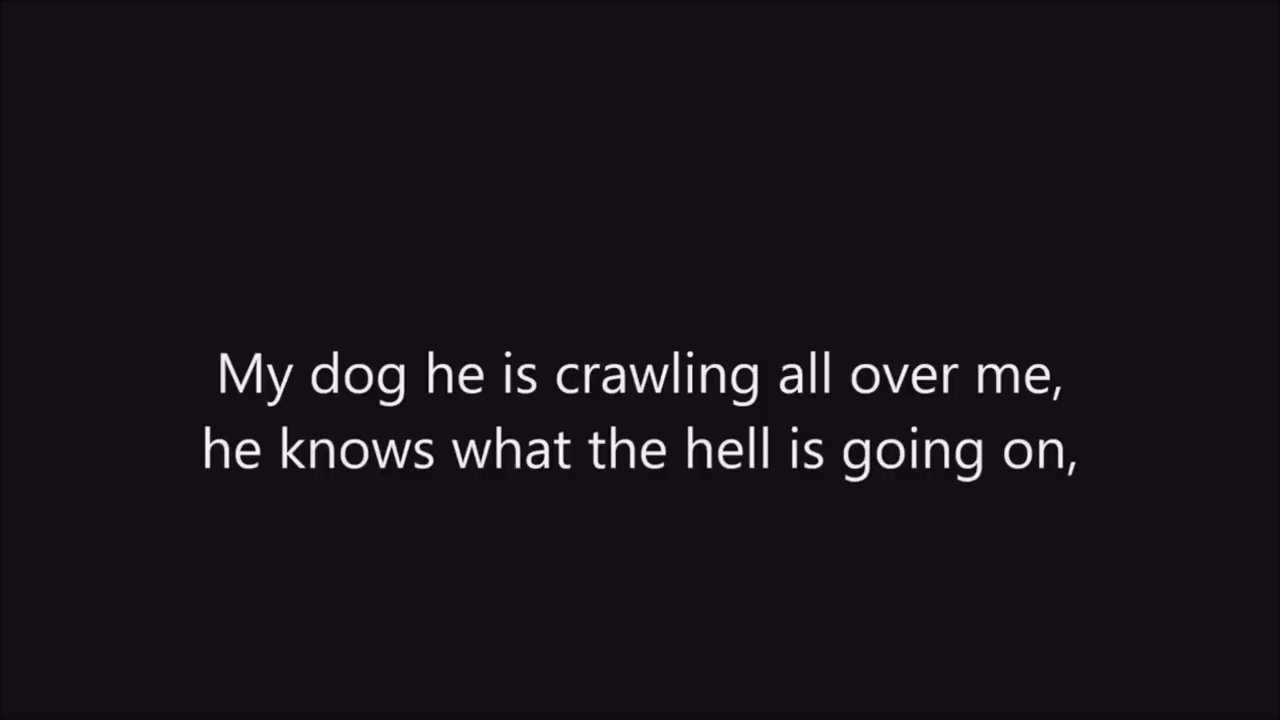 My dog he is crawling all over me,
he knows what the hell is going on,